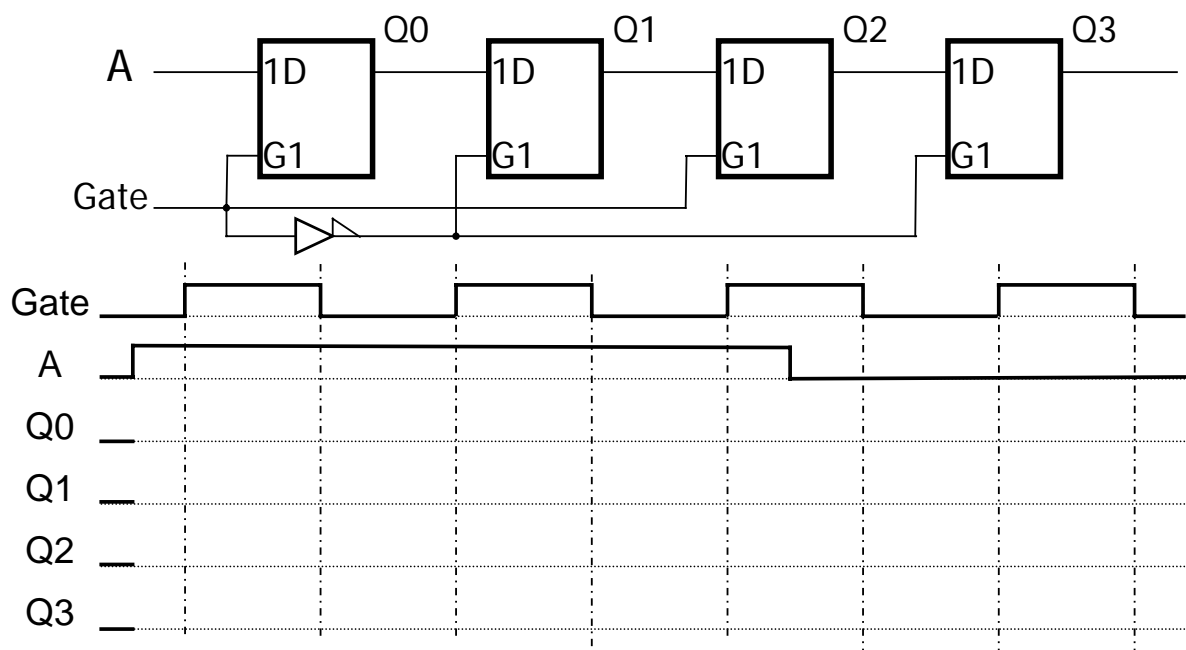 Q0 Q1 Q2 Q3
A 1D 1D 1D 1D
G1 G1 G1 G1
Gate
Gate
A
Q0
Q1
Q2
Q3